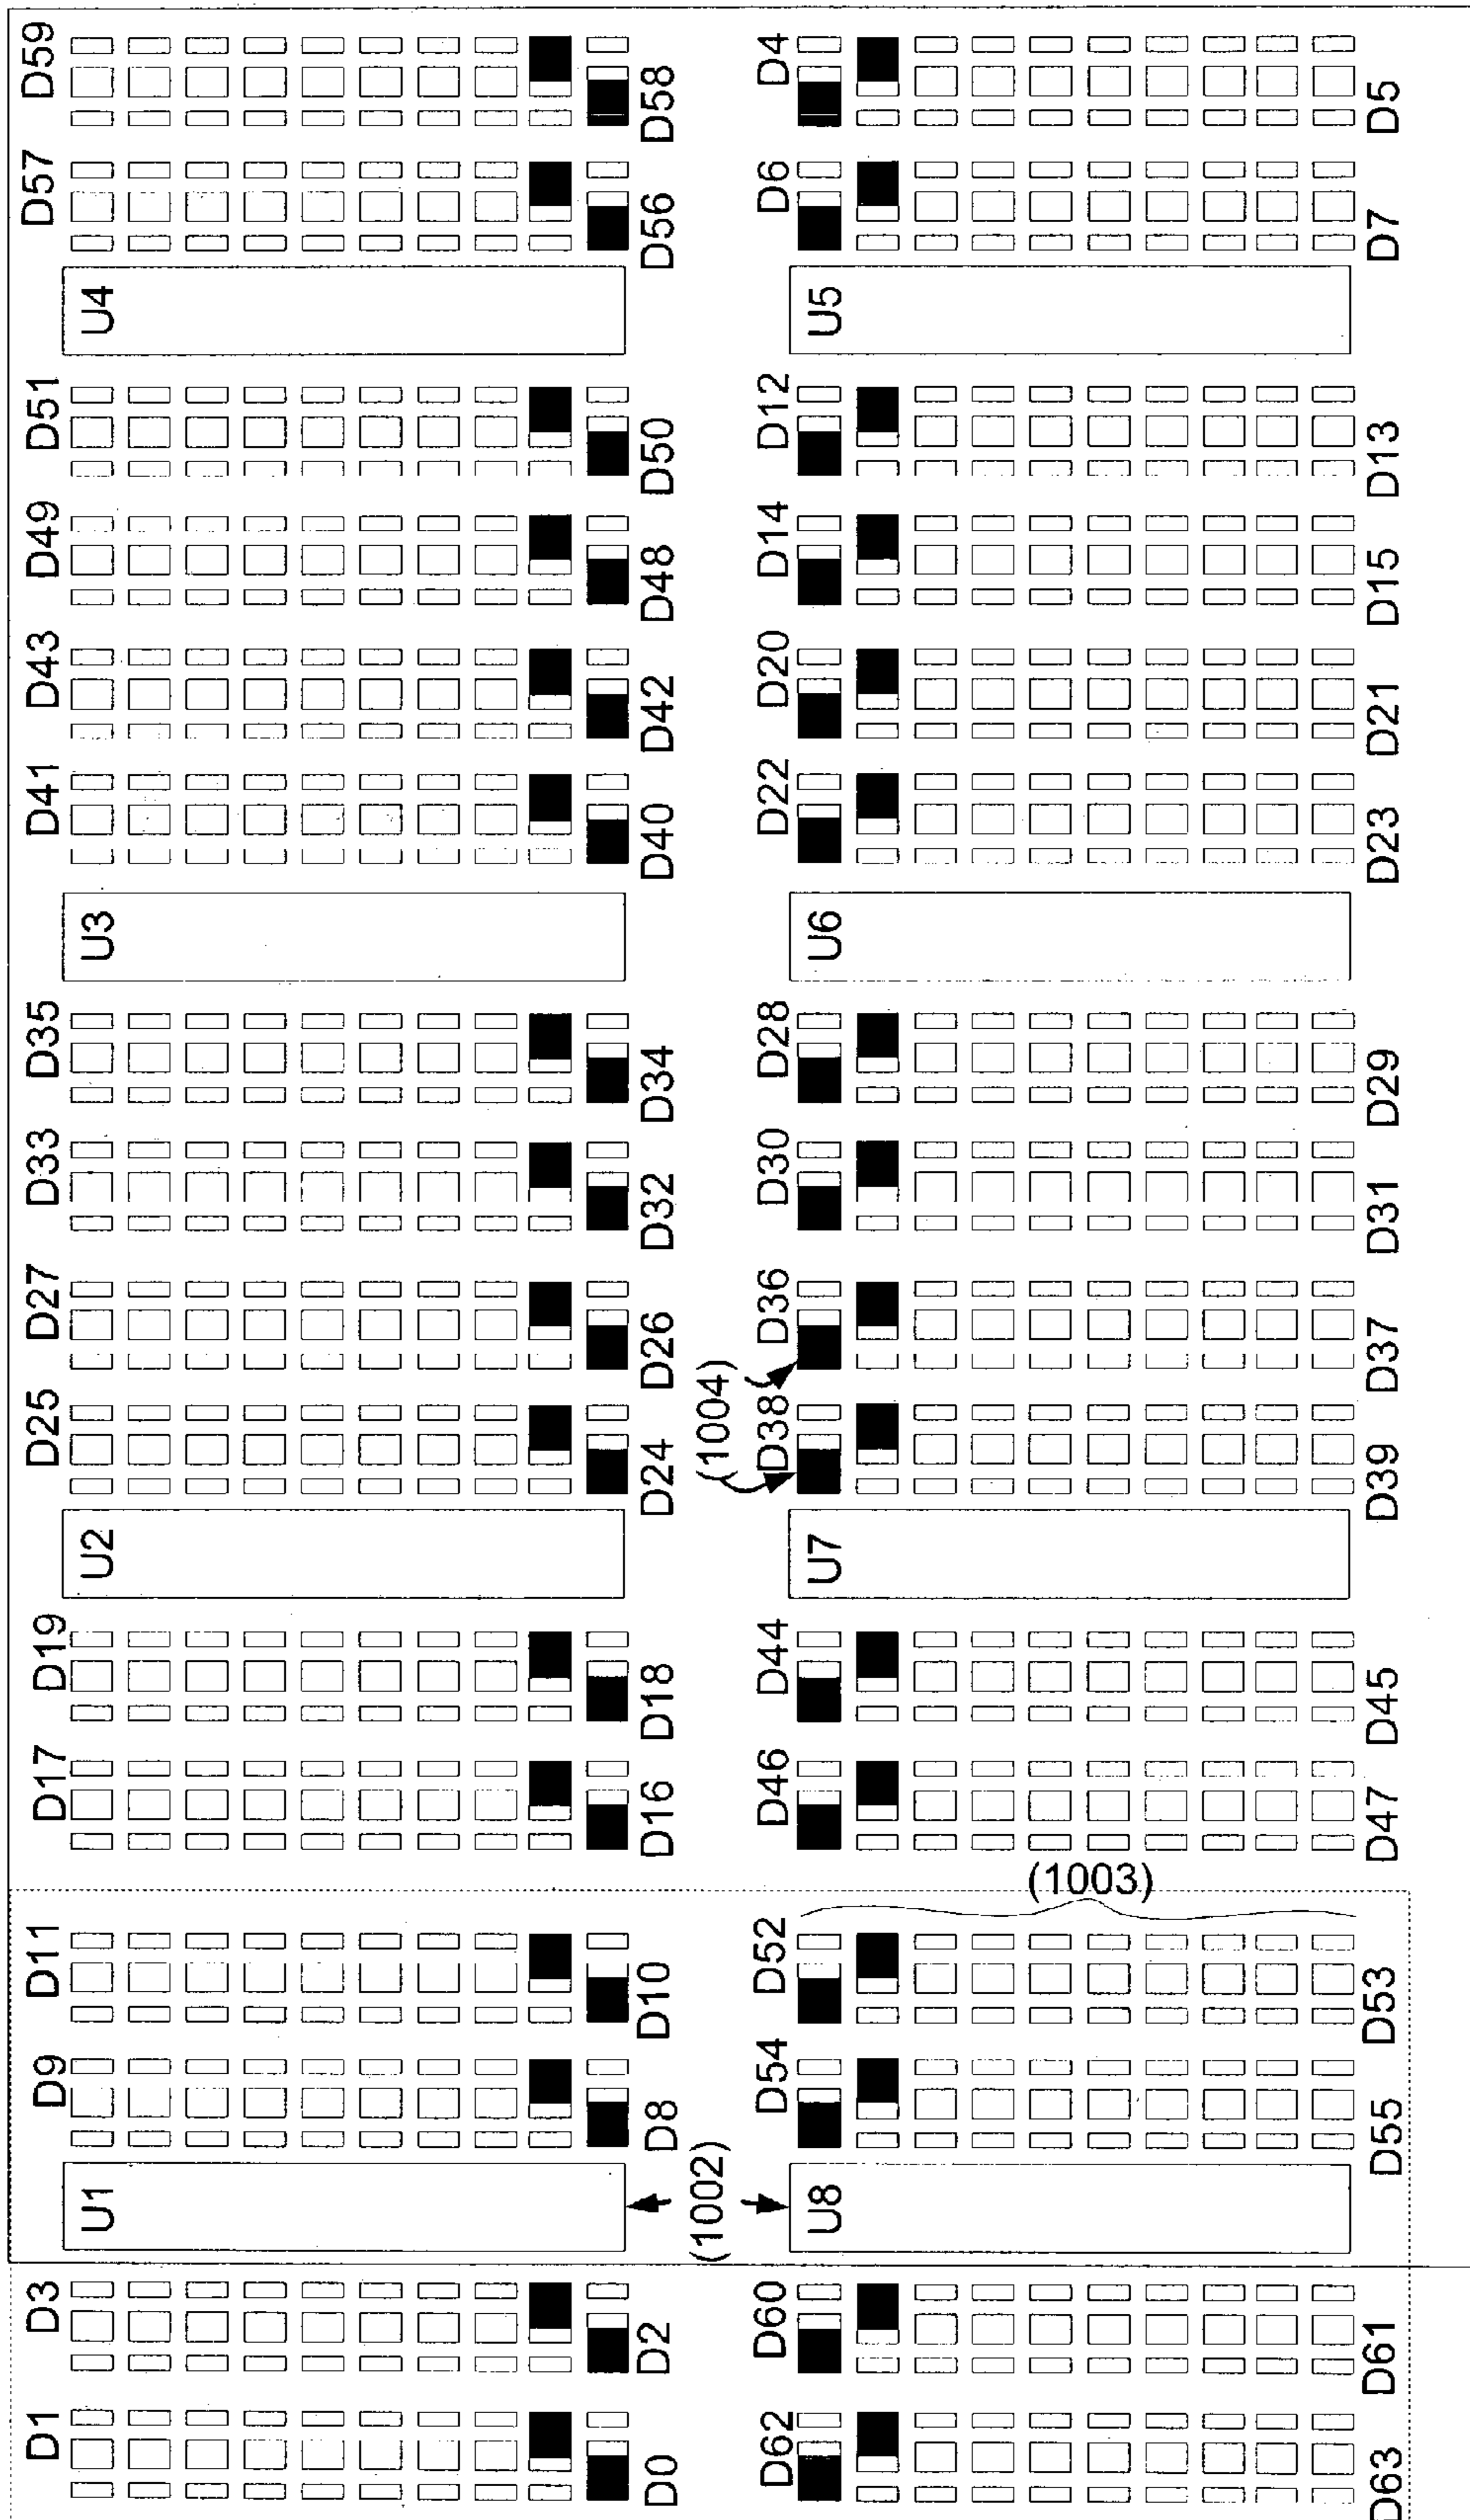 D1 D3 D9 D11 D17 D19 D25 D27 D33 D35 D41 D43 D49 D51 D57 D59
U1 U2 U3 U4
D0 D2 D8 D10 D16 D18 D24 D26 D32 D34 D40 D42 D48 D50 D56 D58
(1002) (1004)
D62 D60 D54 D52 D46 D44 D38 D36 D30 D28 D22 D20 D14 D12 D6 D4
U8 U7 U6 U5
(1003)
D63 D61 D55 D53 D47 D45 D39 D37 D31 D29 D23 D21 D15 D13 D7 D5